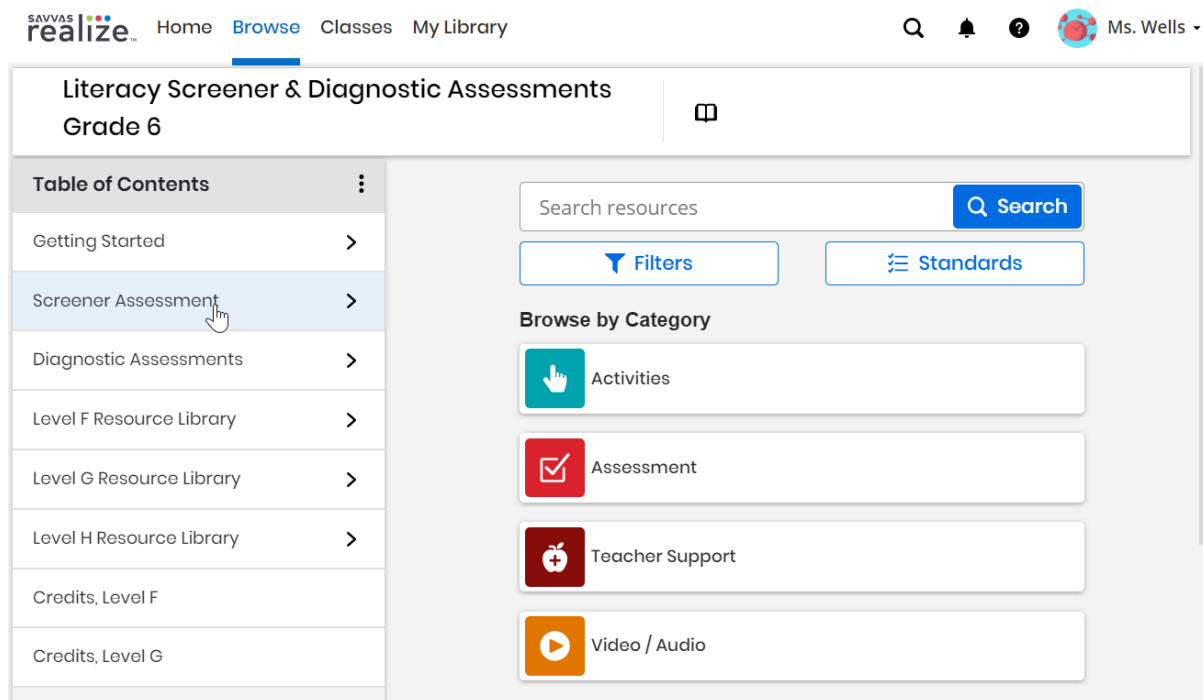 SAVVAS
realize™
Home Browse Classes My Library
Ms. Wells
Literacy Screener & Diagnostic Assessments
Grade 6
Table of Contents
Getting Started
Screener Assessment
Diagnostic Assessments
Level F Resource Library
Level G Resource Library
Level H Resource Library
Credits, Level F
Credits, Level G
Search resources
Search
Filters
Standards
Browse by Category
Activities
Assessment
Teacher Support
Video / Audio